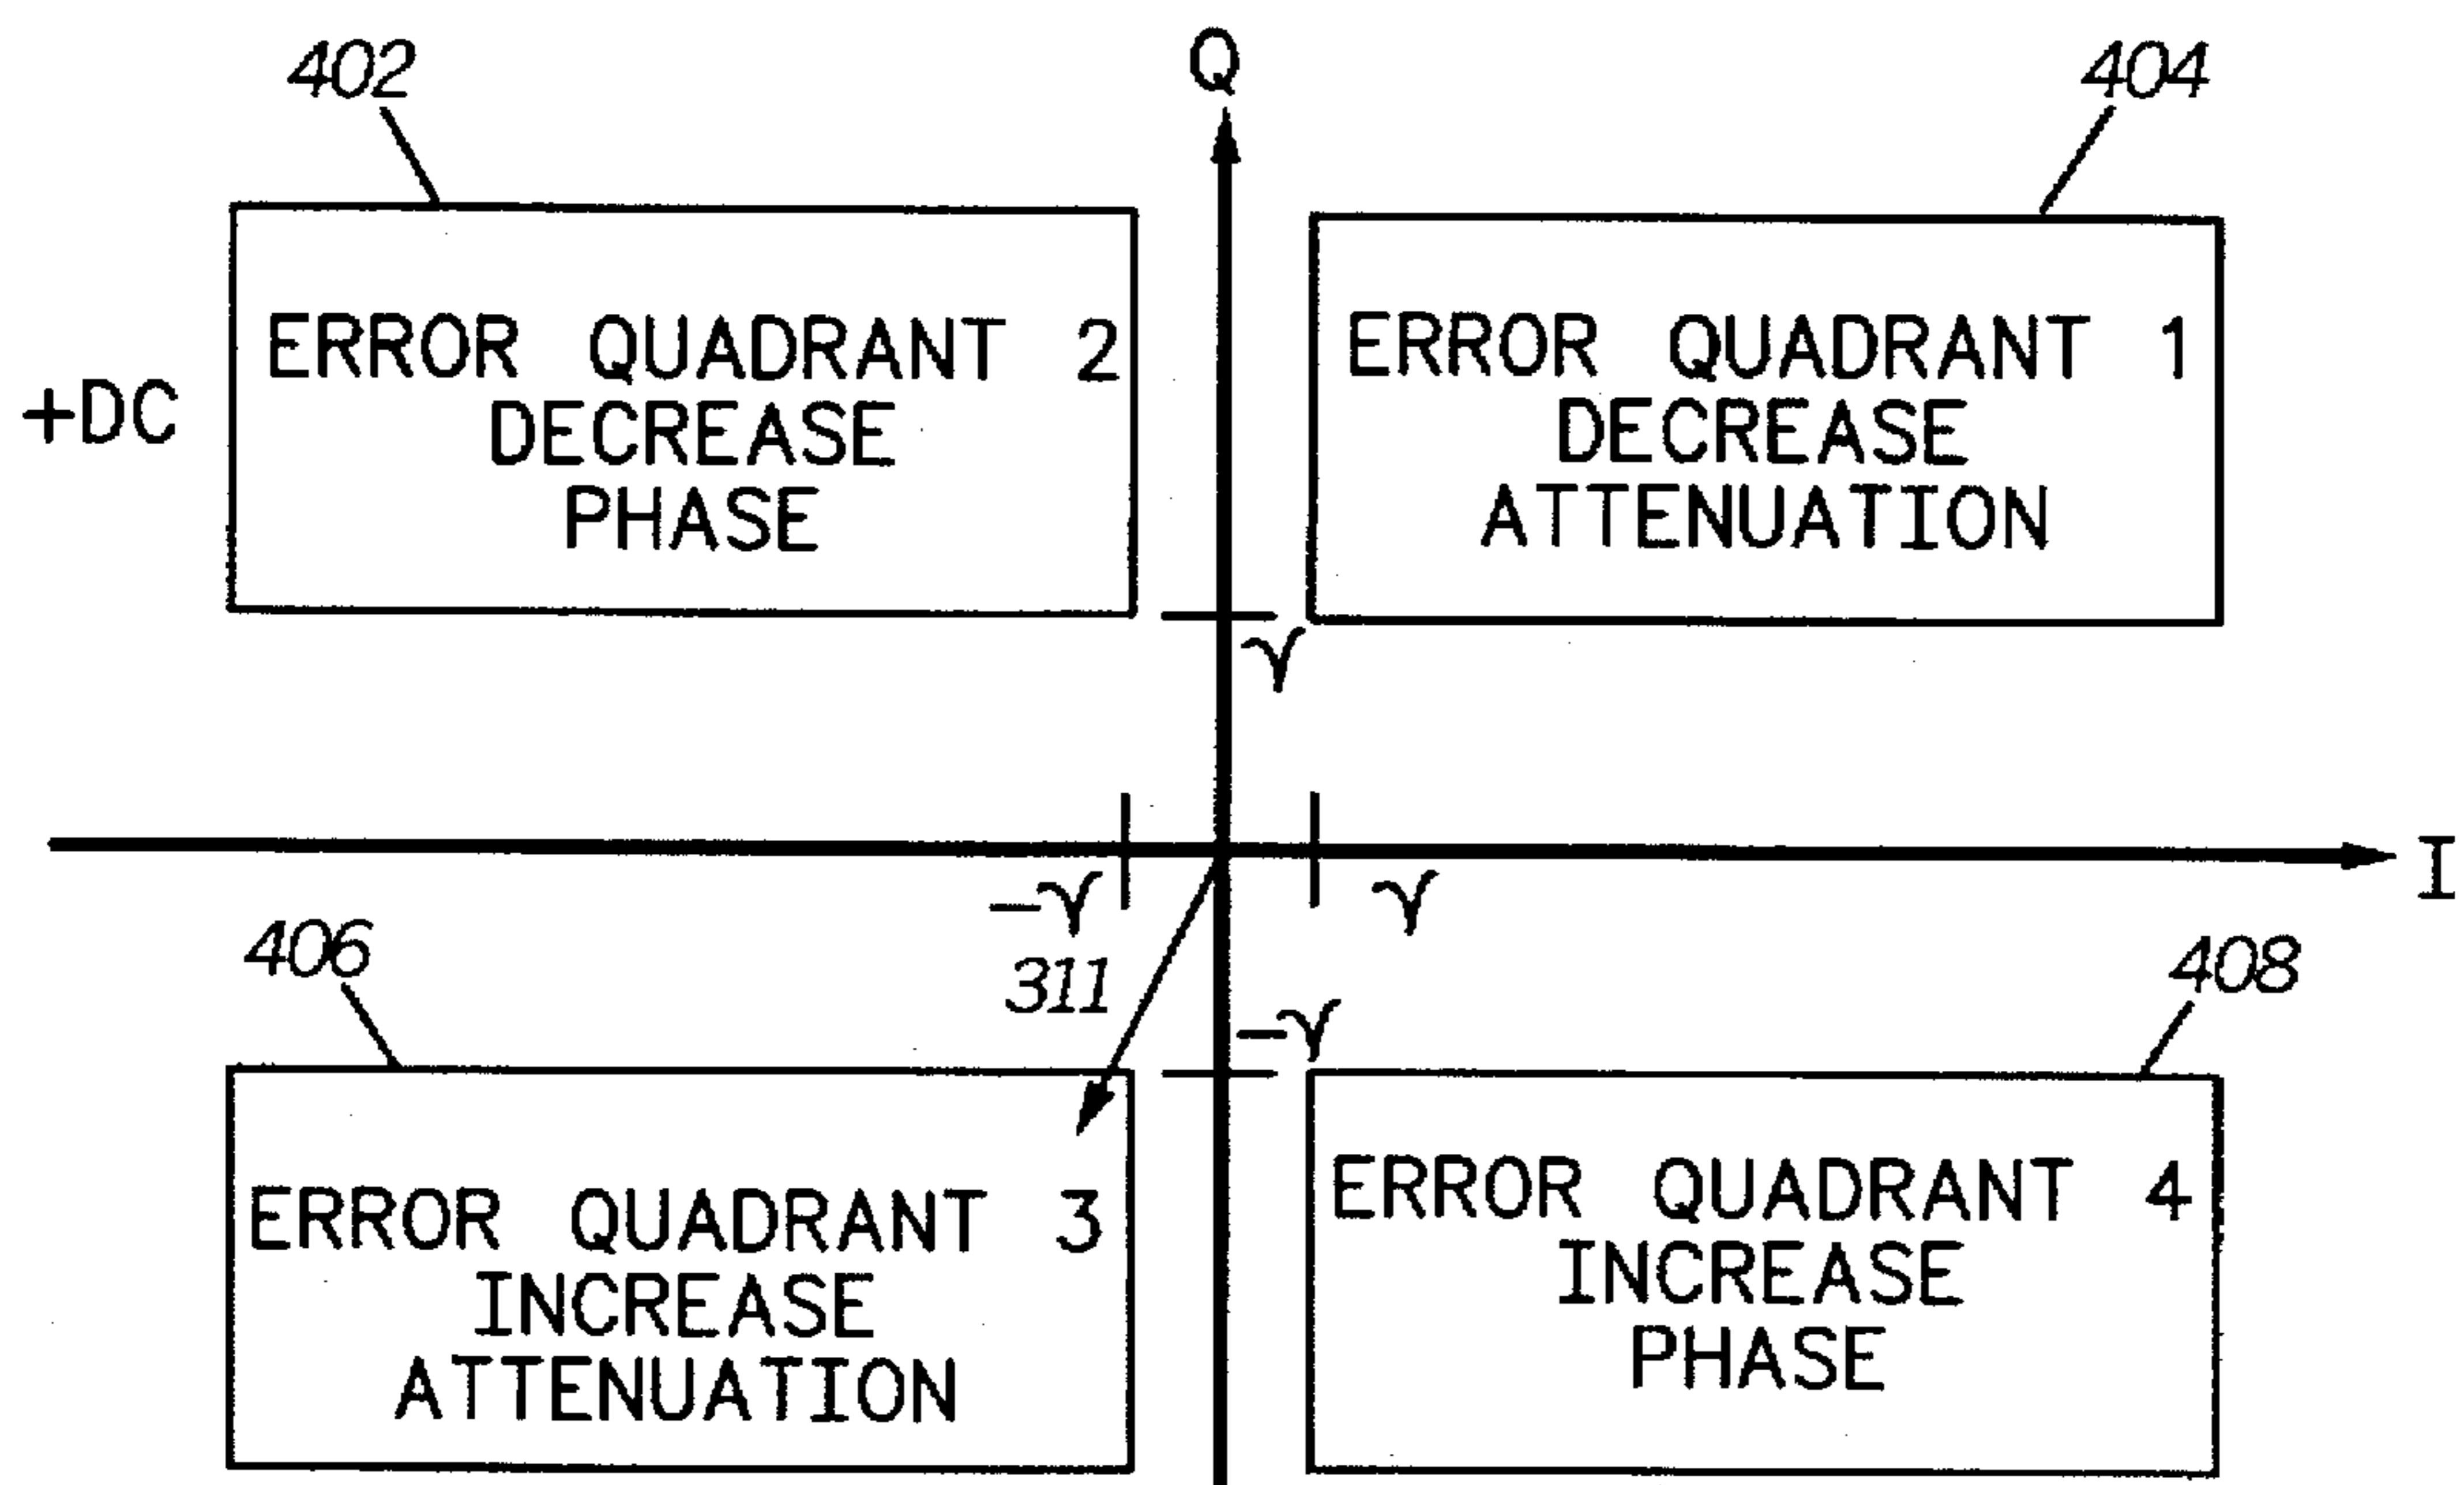 402
Q
404
ERROR QUADRANT 2
DECREASE
PHASE
ERROR QUADRANT 1
DECREASE
ATTENUATION
+DC
γ
-γ
γ
I
406
311
408
-γ
ERROR QUADRANT 3
INCREASE
ATTENUATION
ERROR QUADRANT 4
INCREASE
PHASE